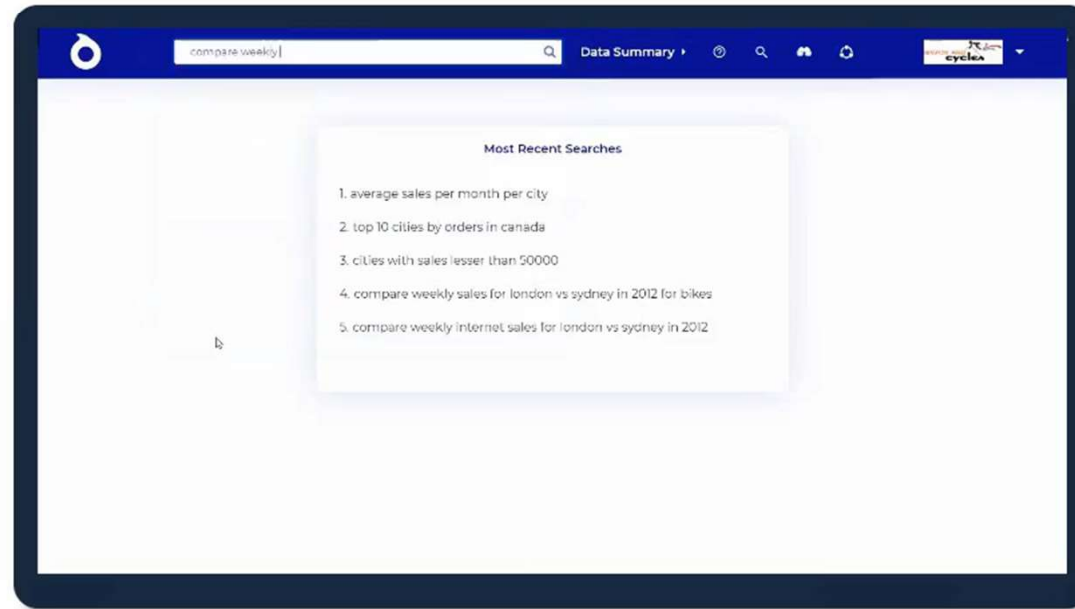 compare weekly
Data Summary
cycles
Most Recent Searches
1. average sales per month per city
2. top 10 cities by orders in canada
3. cities with sales lesser than 50000
4. compare weekly sales for london vs sydney in 2012 for bikes
5. compare weekly internet sales for london vs sydney in 2012